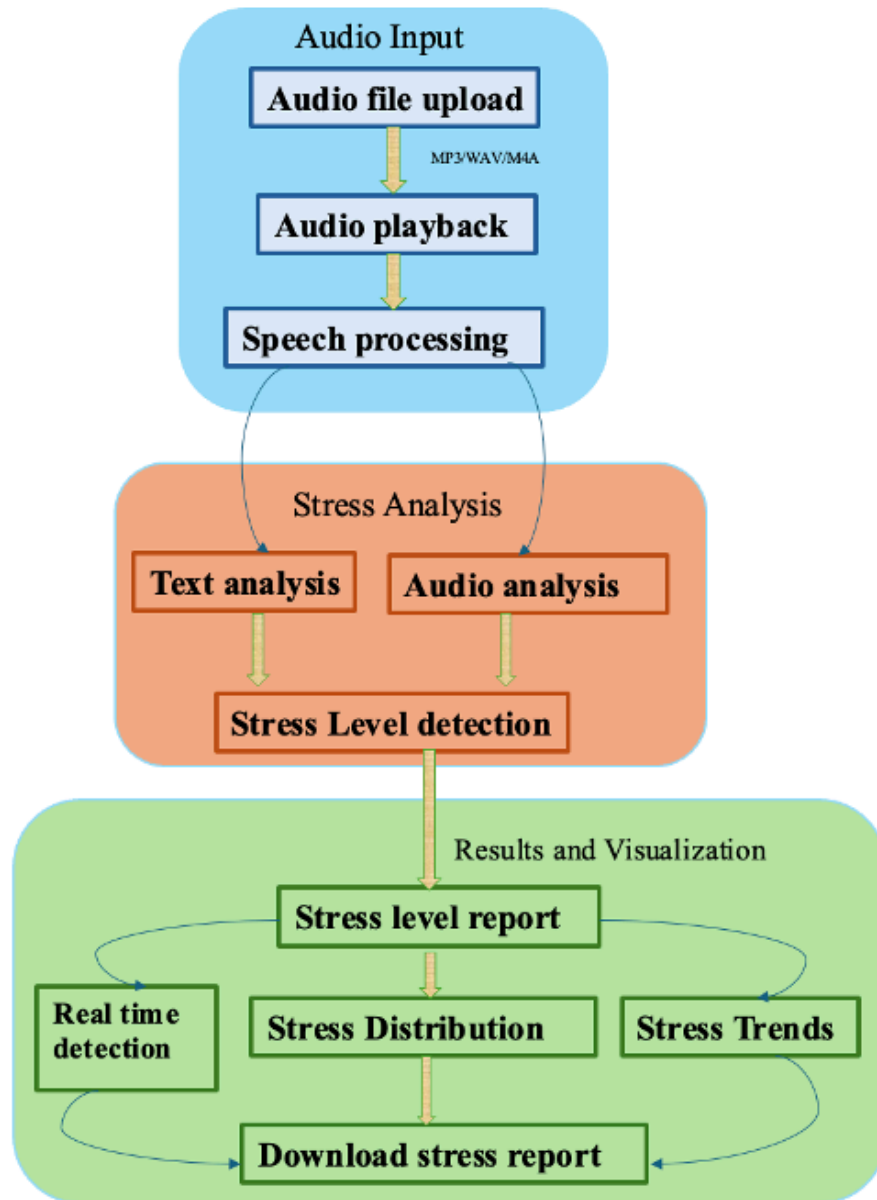 Audio Input
Audio file upload
MP3/WAV/M4A
Audio playback
Speech processing
Stress Analysis
Text analysis
Audio analysis
Stress Level detection
Results and Visualization
Stress level report
Real time
detection
Stress Distribution
Stress Trends
Download stress report